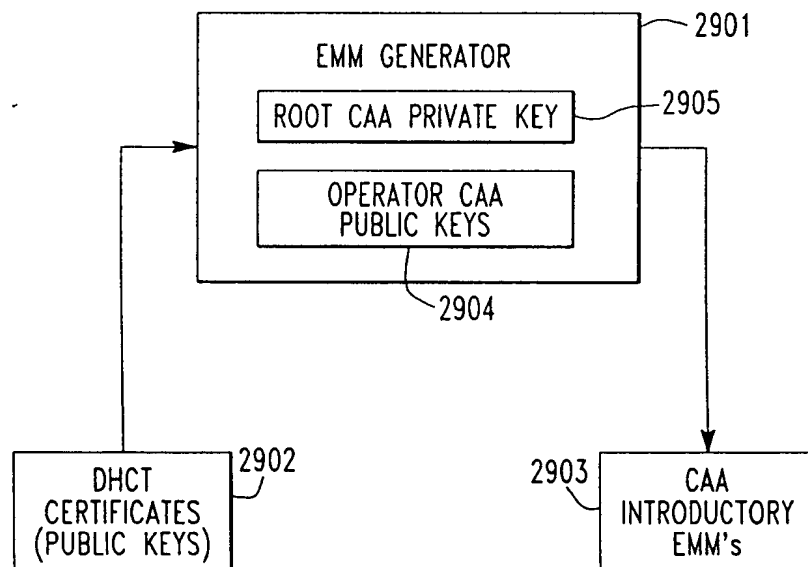 2901
EMM GENERATOR
ROOT CAA PRIVATE KEY
2905
OPERATOR CAA
PUBLIC KEYS
2904
2902
DHCT
CERTIFICATES
(PUBLIC KEYS)
2903
CAA
INTRODUCTORY
EMM's